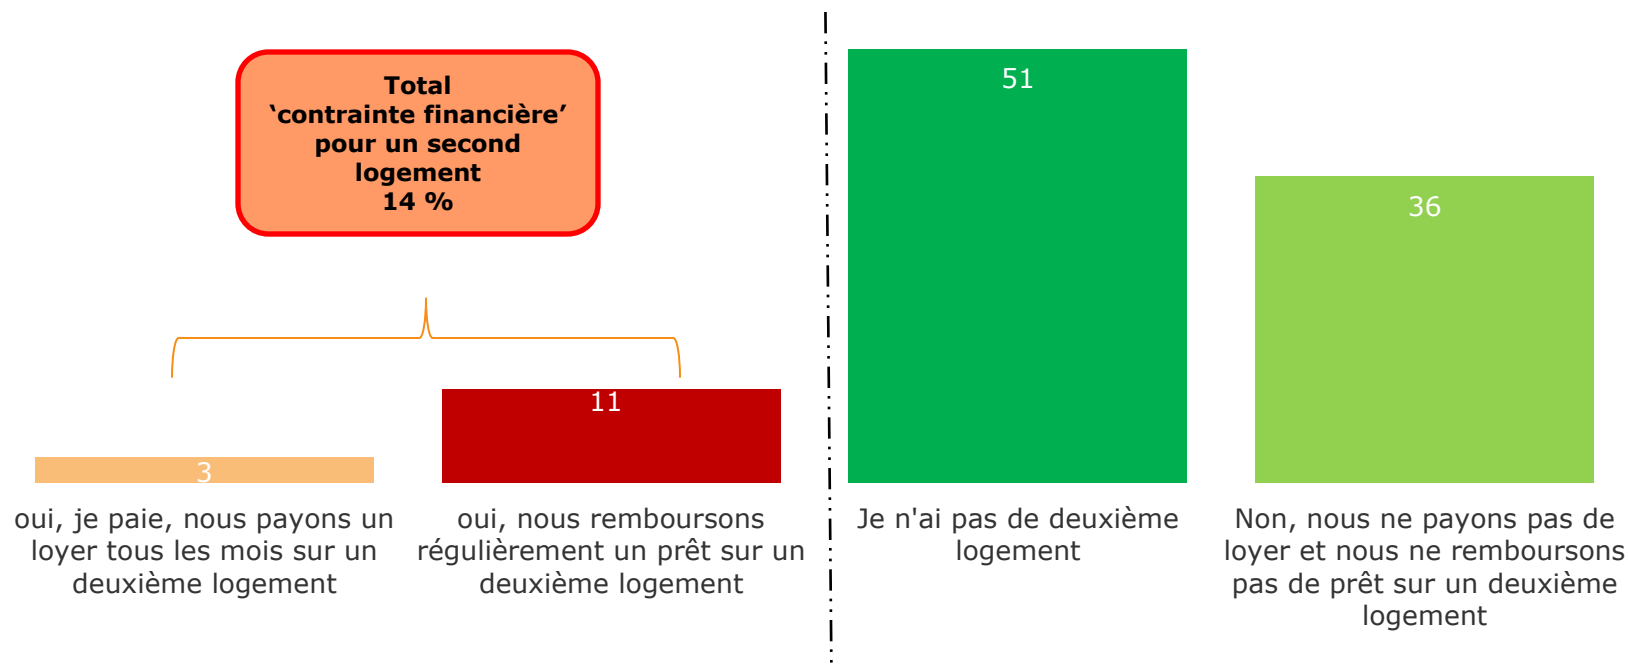 Total
‘contrainte financière’
pour un second
logement
14 %
3
11
51
36
oui, je paie, nous payons un
loyer tous les mois sur un
deuxième logement
oui, nous remboursons
régulièrement un prêt sur un
deuxième logement
Je n'ai pas de deuxième
logement
Non, nous ne payons pas de
loyer et nous ne remboursons
pas de prêt sur un deuxième
logement